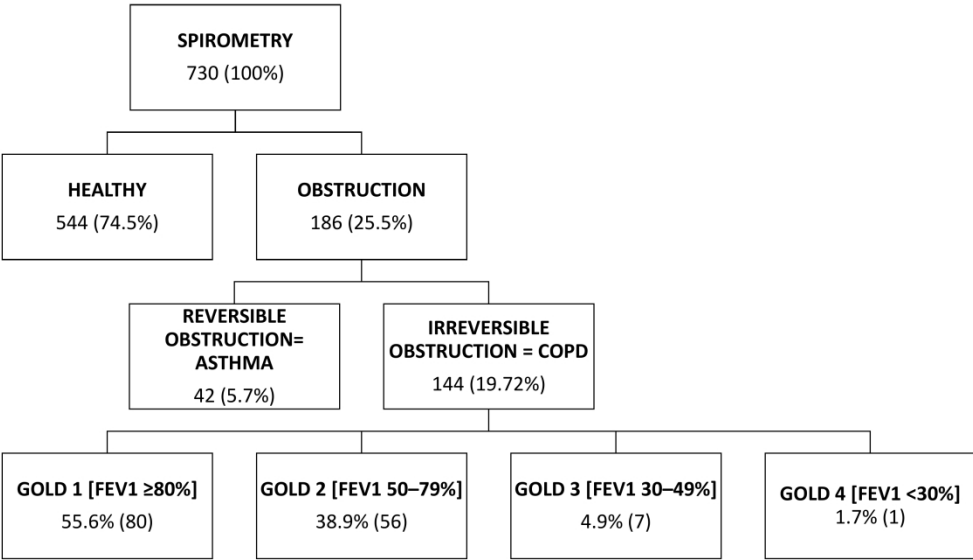 SPIROMETRY
730 (100%)
HEALTHY
544 (74.5%)
OBSTRUCTION
186 (25.5%)
REVERSIBLE
OBSTRUCTION=
ASTHMA
42 (5.7%)
IRREVERSIBLE
OBSTRUCTION = COPD
144 (19.72%)
GOLD 1 [FEV1 ≥80%]
55.6% (80)
GOLD 2 [FEV1 50–79%]
38.9% (56)
GOLD 3 [FEV1 30–49%]
4.9% (7)
GOLD 4 [FEV1 <30%]
1.7% (1)